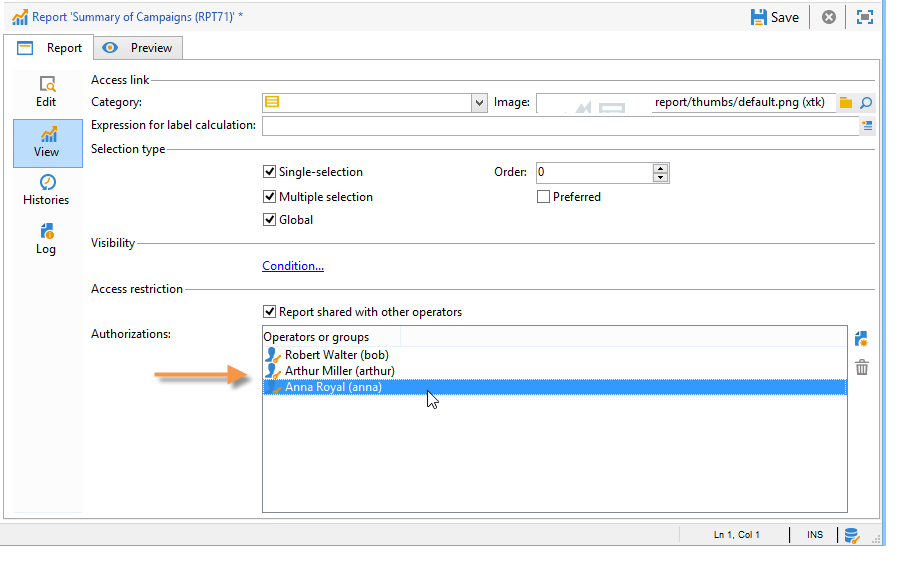 Report 'Summary of Campaigns (RPT71)' *
Save
Report
Preview
Edit
View
Histories
Log
Access link
Category:
Image: report/thumbs/default.png (xtk)
Expression for label calculation:
Selection type
Single-selection
Order: 0
Multiple selection
Preferred
Global
Visibility
Condition...
Access restriction
Report shared with other operators
Authorizations:
Operators or groups
Robert Walter (bob)
Arthur Miller (arthur)
Anna Royal (anna)
Ln 1, Col 1
INS